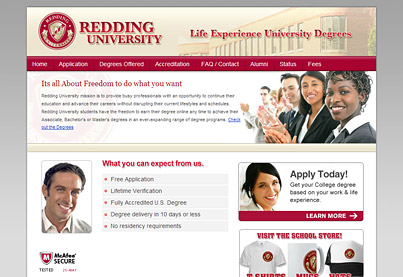 REDDING
UNIVERSITY
Life Experience University Degrees
Home Application Degrees Offered Accreditation FAQ / Contact Alumni Status Fees
Its all About Freedom to do what you want
Redding University mission is to provide busy professionals with an opportunity to continue their
education and advance their careers without disrupting their current lifestyles and schedules.
Redding University students have the freedom to earn their degree online any time to achieve their
Associate, Bachelor's or Master's degrees in an ever-expanding range of degree programs. Check
out the Degrees
What you can expect from us.
Free Application
Lifetime Verification
Fully Accredited U.S. Degree
Degree delivery in 10 days or less
No residency requirements
Apply Today!
Get your College degree
based on your work & life
experience.
LEARN MORE
McAfee
SECURE
TESTED 25-MAY
VISIT THE SCHOOL STORE!
T-SHIRTS MUGS HATS